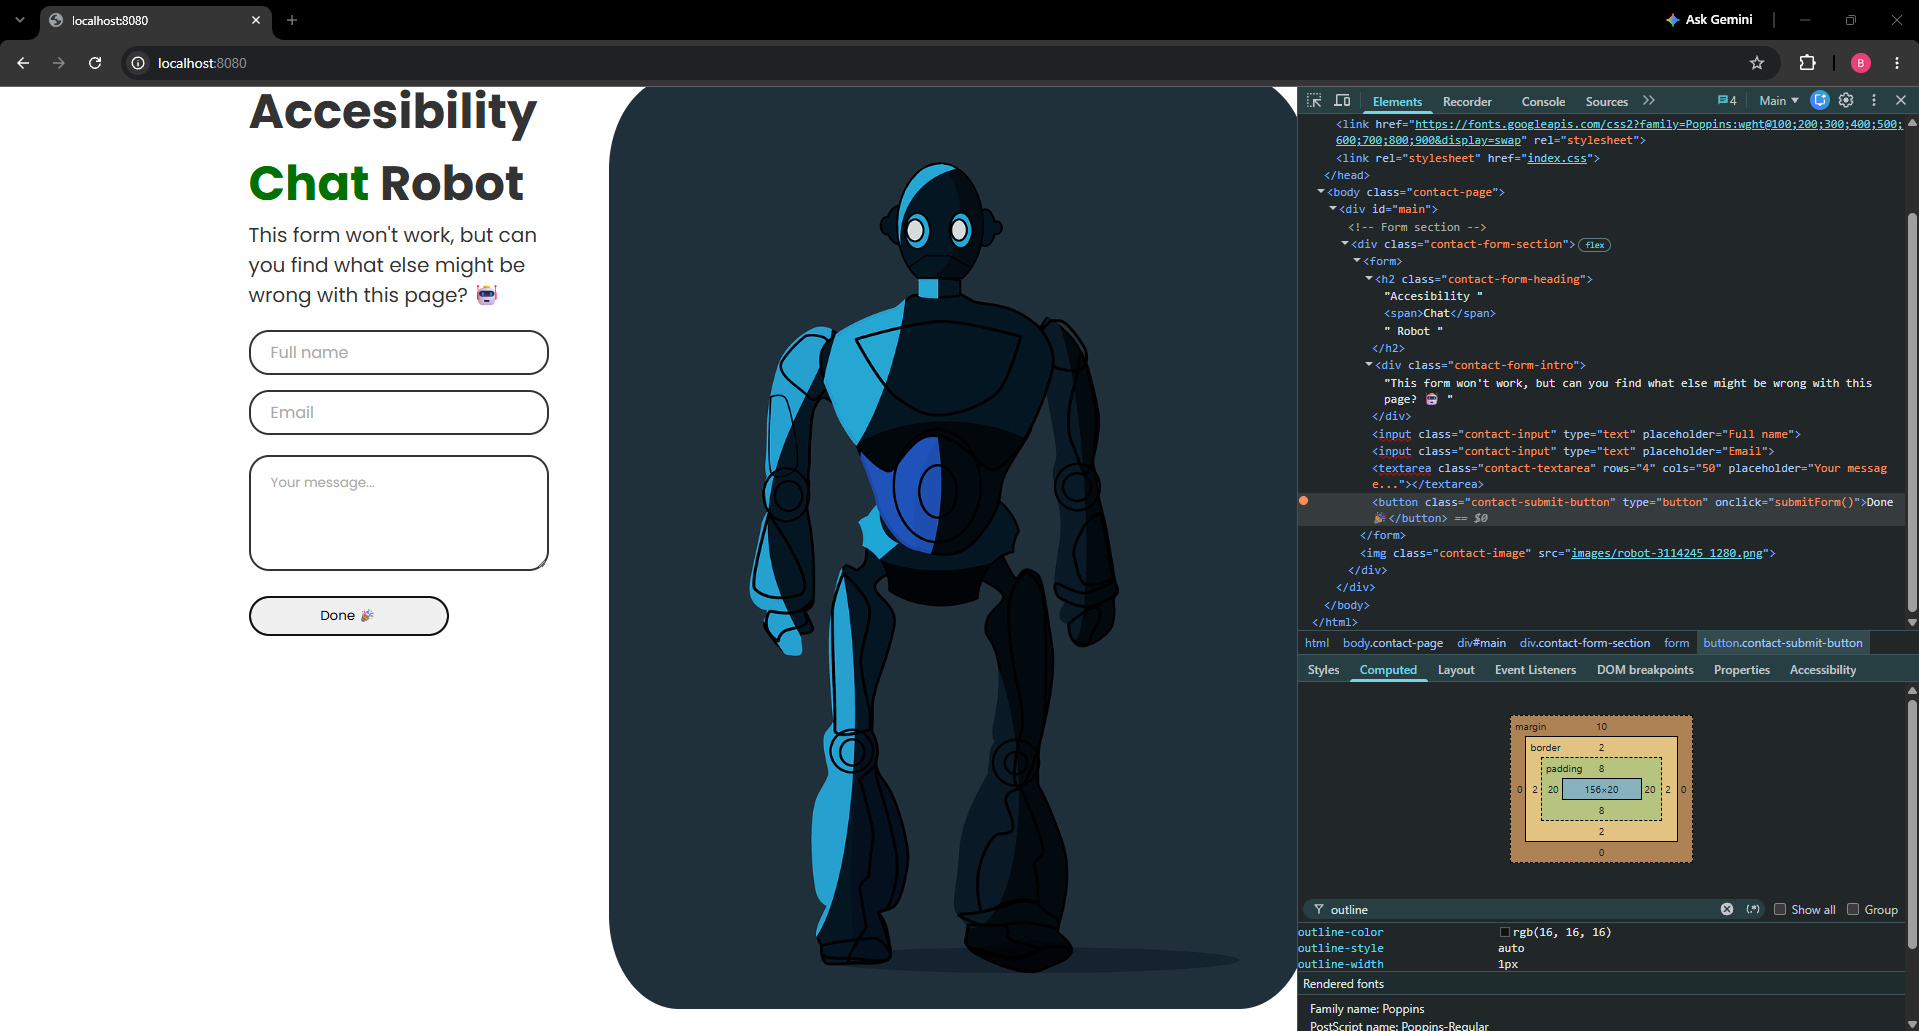 localhost:8080
Ask Gemini
localhost:8080
B
Accesibility
Chat Robot
This form won't work, but can
you find what else might be
wrong with this page? 🤖
Full name
Email
Your message...
Done 🎉
Elements Recorder Console Sources 4 Main
<link href="https://fonts.googleapis.com/css2?family=Poppins:wght@100;200;300;400;500;
600;700;800;900&display=swap" rel="stylesheet">
<link rel="stylesheet" href="index.css">
</head>
<body class="contact-page">
<div id="main">
<!-- Form section -->
<div class="contact-form-section"> flex
<form>
<h2 class="contact-form-heading">
"Accesibility "
<span>Chat</span>
" Robot "
</h2>
<div class="contact-form-intro">
"This form won't work, but can you find what else might be wrong with this
page? 🤖 "
</div>
<input class="contact-input" type="text" placeholder="Full name">
<input class="contact-input" type="text" placeholder="Email">
<textarea class="contact-textarea" rows="4" cols="50" placeholder="Your messag
e..."></textarea>
<button class="contact-submit-button" type="button" onclick="submitForm()">Done
🎉</button> == $0
</form>
<img class="contact-image" src="images/robot-3114245_1280.png">
</div>
</div>
</body>
</html>
html body.contact-page div#main div.contact-form-section form button.contact-submit-button
Styles Computed Layout Event Listeners DOM breakpoints Properties Accessibility
margin 10
border 2
padding 8
0 2 20 156×20 20 2 0
8
2
0
outline (.*) Show all Group
outline-color rgb(16, 16, 16)
outline-style auto
outline-width 1px
Rendered fonts
Family name: Poppins
PostScript name: Poppins-Regular